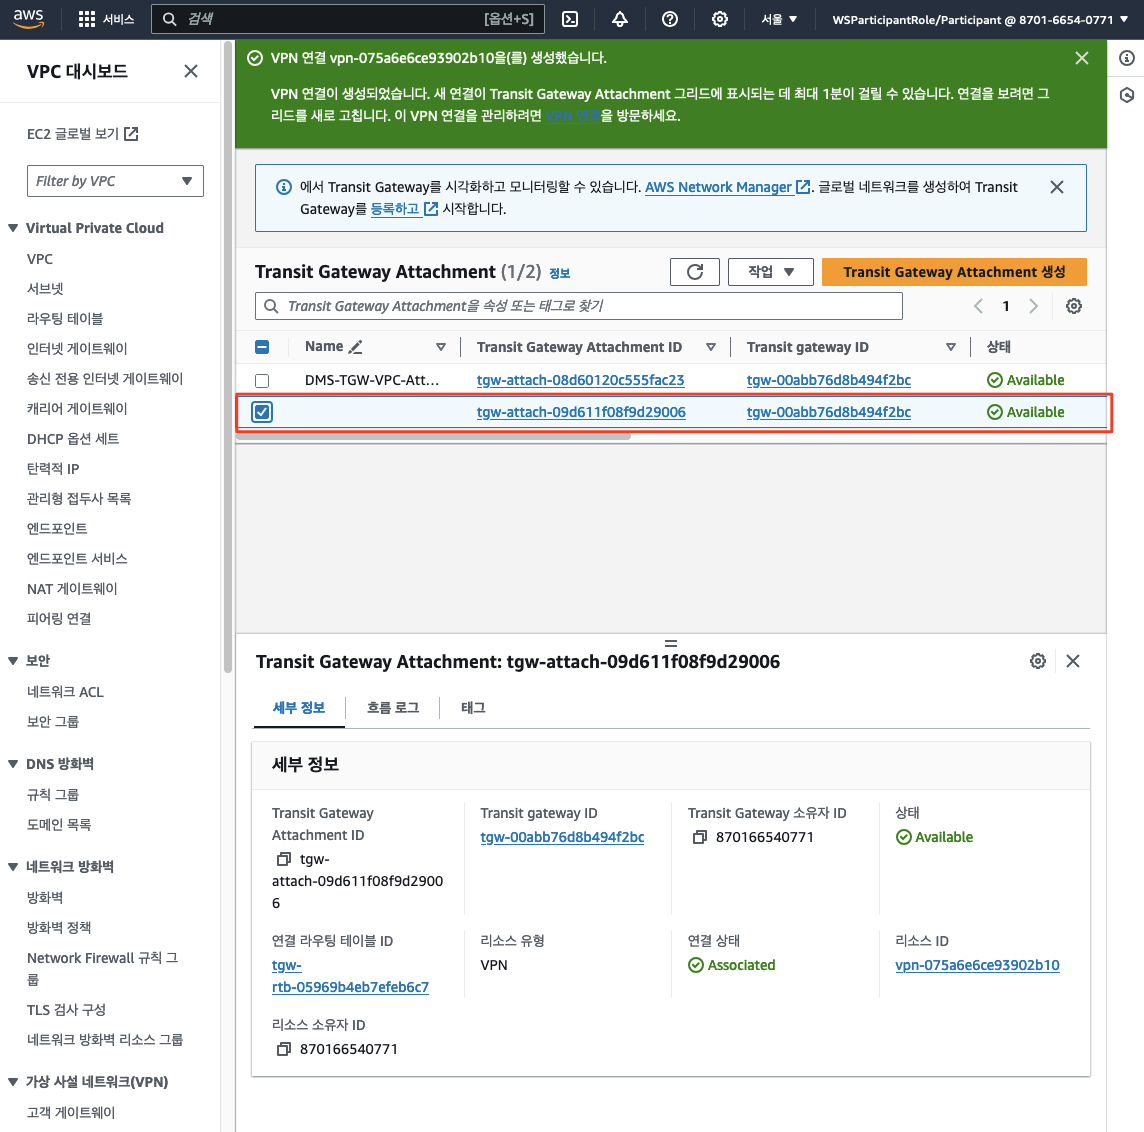 aws
서비스
검색
[옵션+S]
서울 ▼
WSParticipantRole/Participant @ 8701-6654-0771 ▼
VPC 대시보드
EC2 글로벌 보기
Filter by VPC
Virtual Private Cloud
VPC
서브넷
라우팅 테이블
인터넷 게이트웨이
송신 전용 인터넷 게이트웨이
캐리어 게이트웨이
DHCP 옵션 세트
탄력적 IP
관리형 접두사 목록
엔드포인트
엔드포인트 서비스
NAT 게이트웨이
피어링 연결
보안
네트워크 ACL
보안 그룹
DNS 방화벽
규칙 그룹
도메인 목록
네트워크 방화벽
방화벽
방화벽 정책
Network Firewall 규칙 그
룹
TLS 검사 구성
네트워크 방화벽 리소스 그룹
가상 사설 네트워크(VPN)
고객 게이트웨이
VPN 연결 vpn-075a6e6ce93902b10을(를) 생성했습니다.
VPN 연결이 생성되었습니다. 새 연결이 Transit Gateway Attachment 그리드에 표시되는 데 최대 1분이 걸릴 수 있습니다. 연결을 보려면 그
리드를 새로 고칩니다. 이 VPN 연결을 관리하려면 VPN 연결을 방문하세요.
에서 Transit Gateway를 시각화하고 모니터링할 수 있습니다. AWS Network Manager. 글로벌 네트워크를 생성하여 Transit
Gateway를 등록하고 시작합니다.
Transit Gateway Attachment (1/2) 정보
작업 ▼
Transit Gateway Attachment 생성
Transit Gateway Attachment을 속성 또는 태그로 찾기
1
Name
Transit Gateway Attachment ID
Transit gateway ID
상태
DMS-TGW-VPC-Att...
tgw-attach-08d60120c555fac23
tgw-00abb76d8b494f2bc
Available
tgw-attach-09d611f08f9d29006
tgw-00abb76d8b494f2bc
Available
Transit Gateway Attachment: tgw-attach-09d611f08f9d29006
세부 정보
흐름 로그
태그
세부 정보
Transit Gateway
Attachment ID
tgw-
attach-09d611f08f9d2900
6
Transit gateway ID
tgw-00abb76d8b494f2bc
Transit Gateway 소유자 ID
870166540771
상태
Available
연결 라우팅 테이블 ID
tgw-
rtb-05969b4eb7efeb6c7
리소스 유형
VPN
연결 상태
Associated
리소스 ID
vpn-075a6e6ce93902b10
리소스 소유자 ID
870166540771